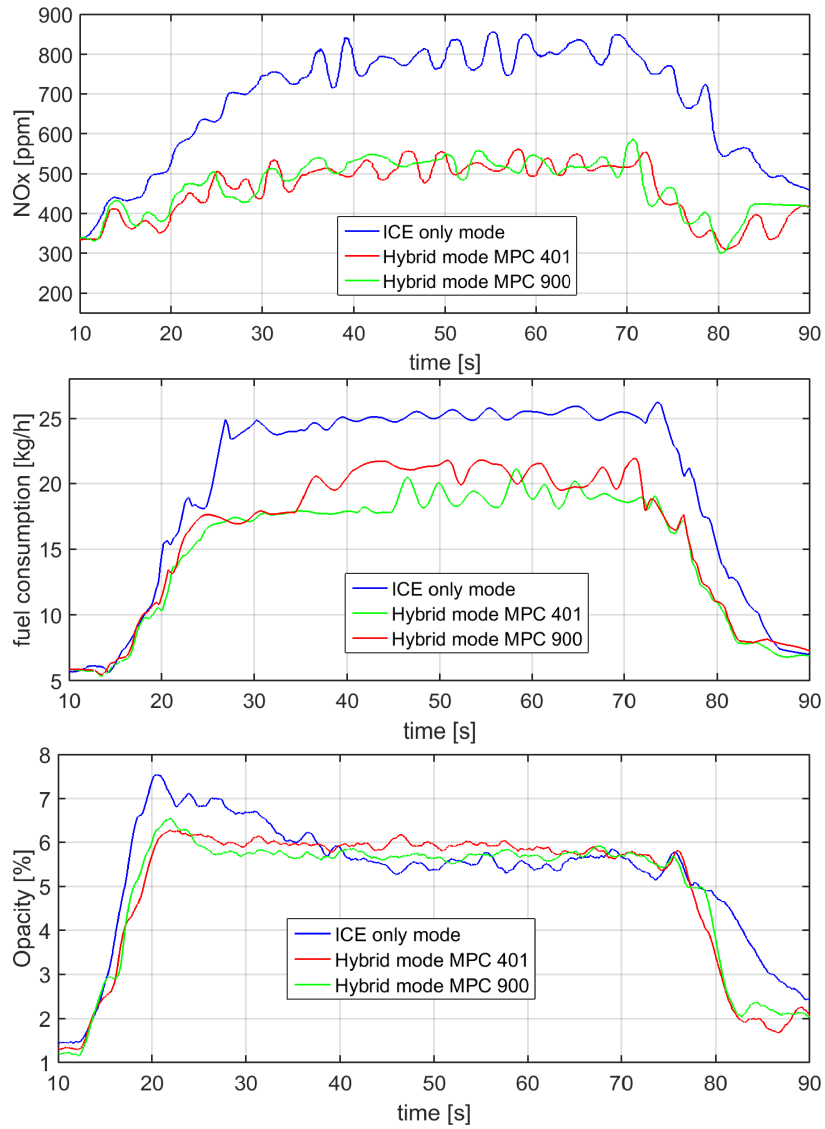 900
800
700
600
500
400
300
200
NOx [ppm]
ICE only mode
Hybrid mode MPC 401
Hybrid mode MPC 900
10 20 30 40 50 60 70 80 90
time [s]
25
20
15
10
5
fuel consumption [kg/h]
ICE only mode
Hybrid mode MPC 401
Hybrid mode MPC 900
10 20 30 40 50 60 70 80 90
time [s]
8
7
6
5
4
3
2
1
Opacity [%]
ICE only mode
Hybrid mode MPC 401
Hybrid mode MPC 900
10 20 30 40 50 60 70 80 90
time [s]